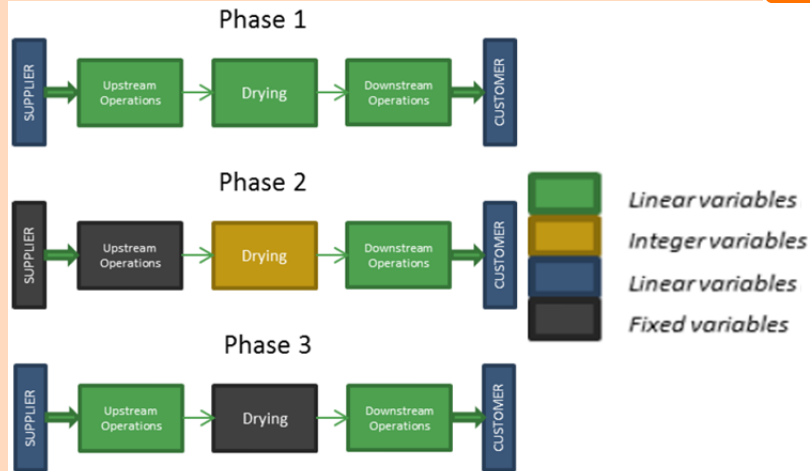 Phase 1
SUPPLIER
Upstream
Operations
Drying
Downstream
Operations
CUSTOMER
Phase 2
SUPPLIER
Upstream
Operations
Drying
Downstream
Operations
CUSTOMER
Phase 3
SUPPLIER
Upstream
Operations
Drying
Downstream
Operations
CUSTOMER
Linear variables
Integer variables
Linear variables
Fixed variables